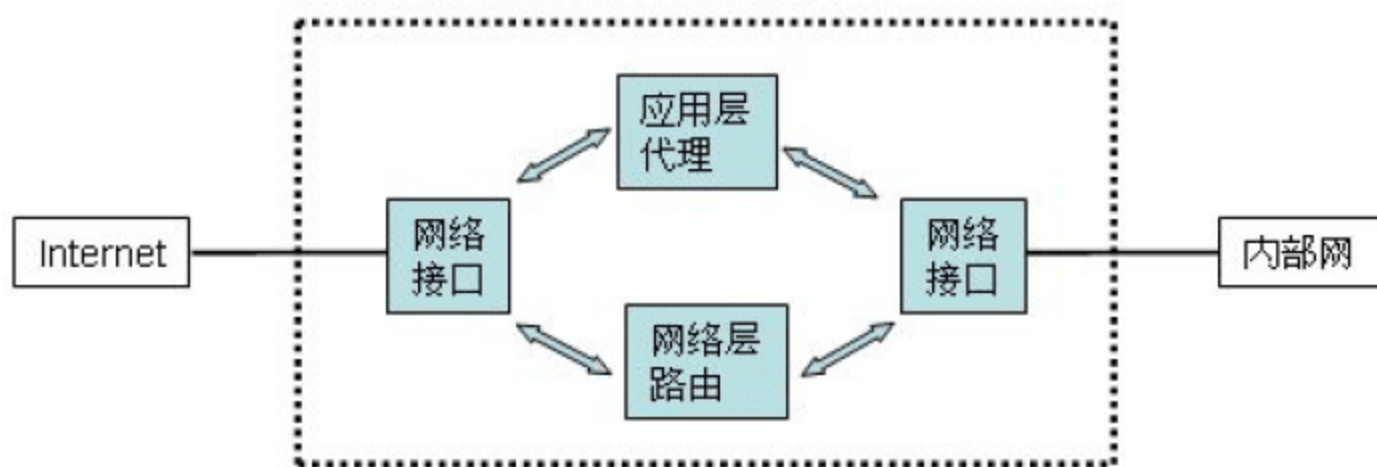 应用层
代理
Internet
网络
接口
网络
接口
内部网
网络层
路由